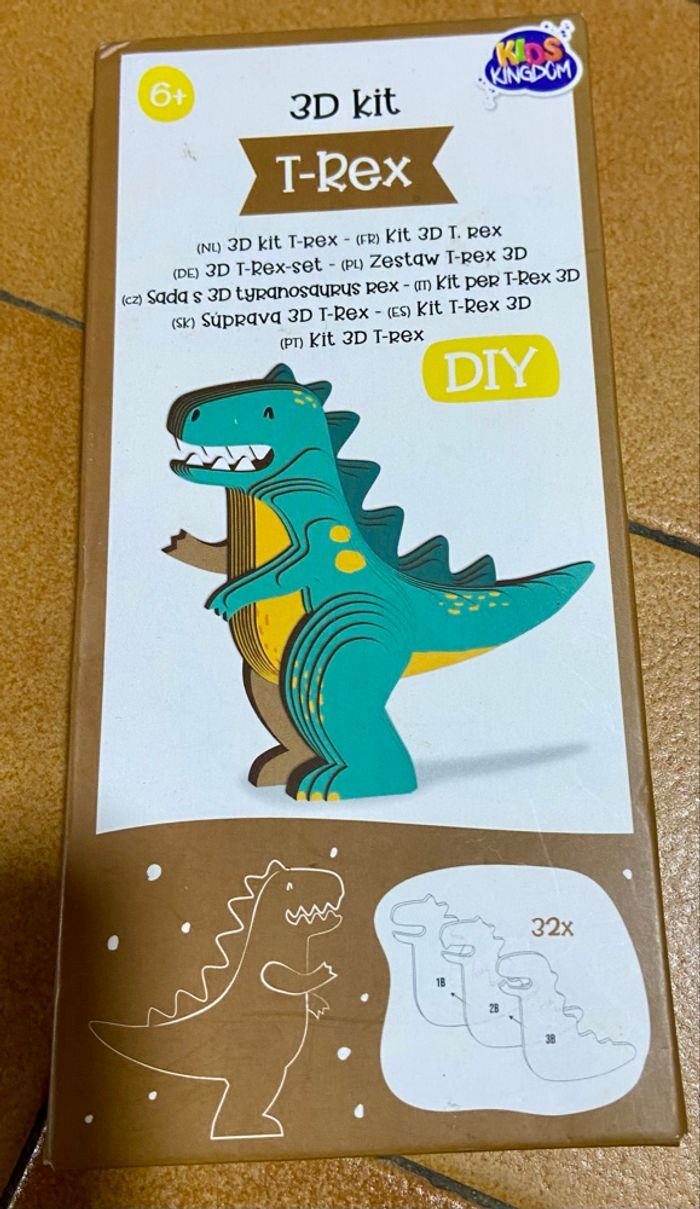 6+
KIDS
KINGDOM
3D kit
T-Rex
(NL) 3D kit T-Rex - (FR) Kit 3D T. Rex
(DE) 3D T-Rex-set - (PL) Zestaw T-Rex 3D
(CZ) Sada s 3D tyranosaurus Rex - (IT) Kit per T-Rex 3D
(SK) Súprava 3D T-Rex - (ES) Kit T-Rex 3D
(PT) Kit 3D T-Rex
DIY
32x
1B
2B
3B